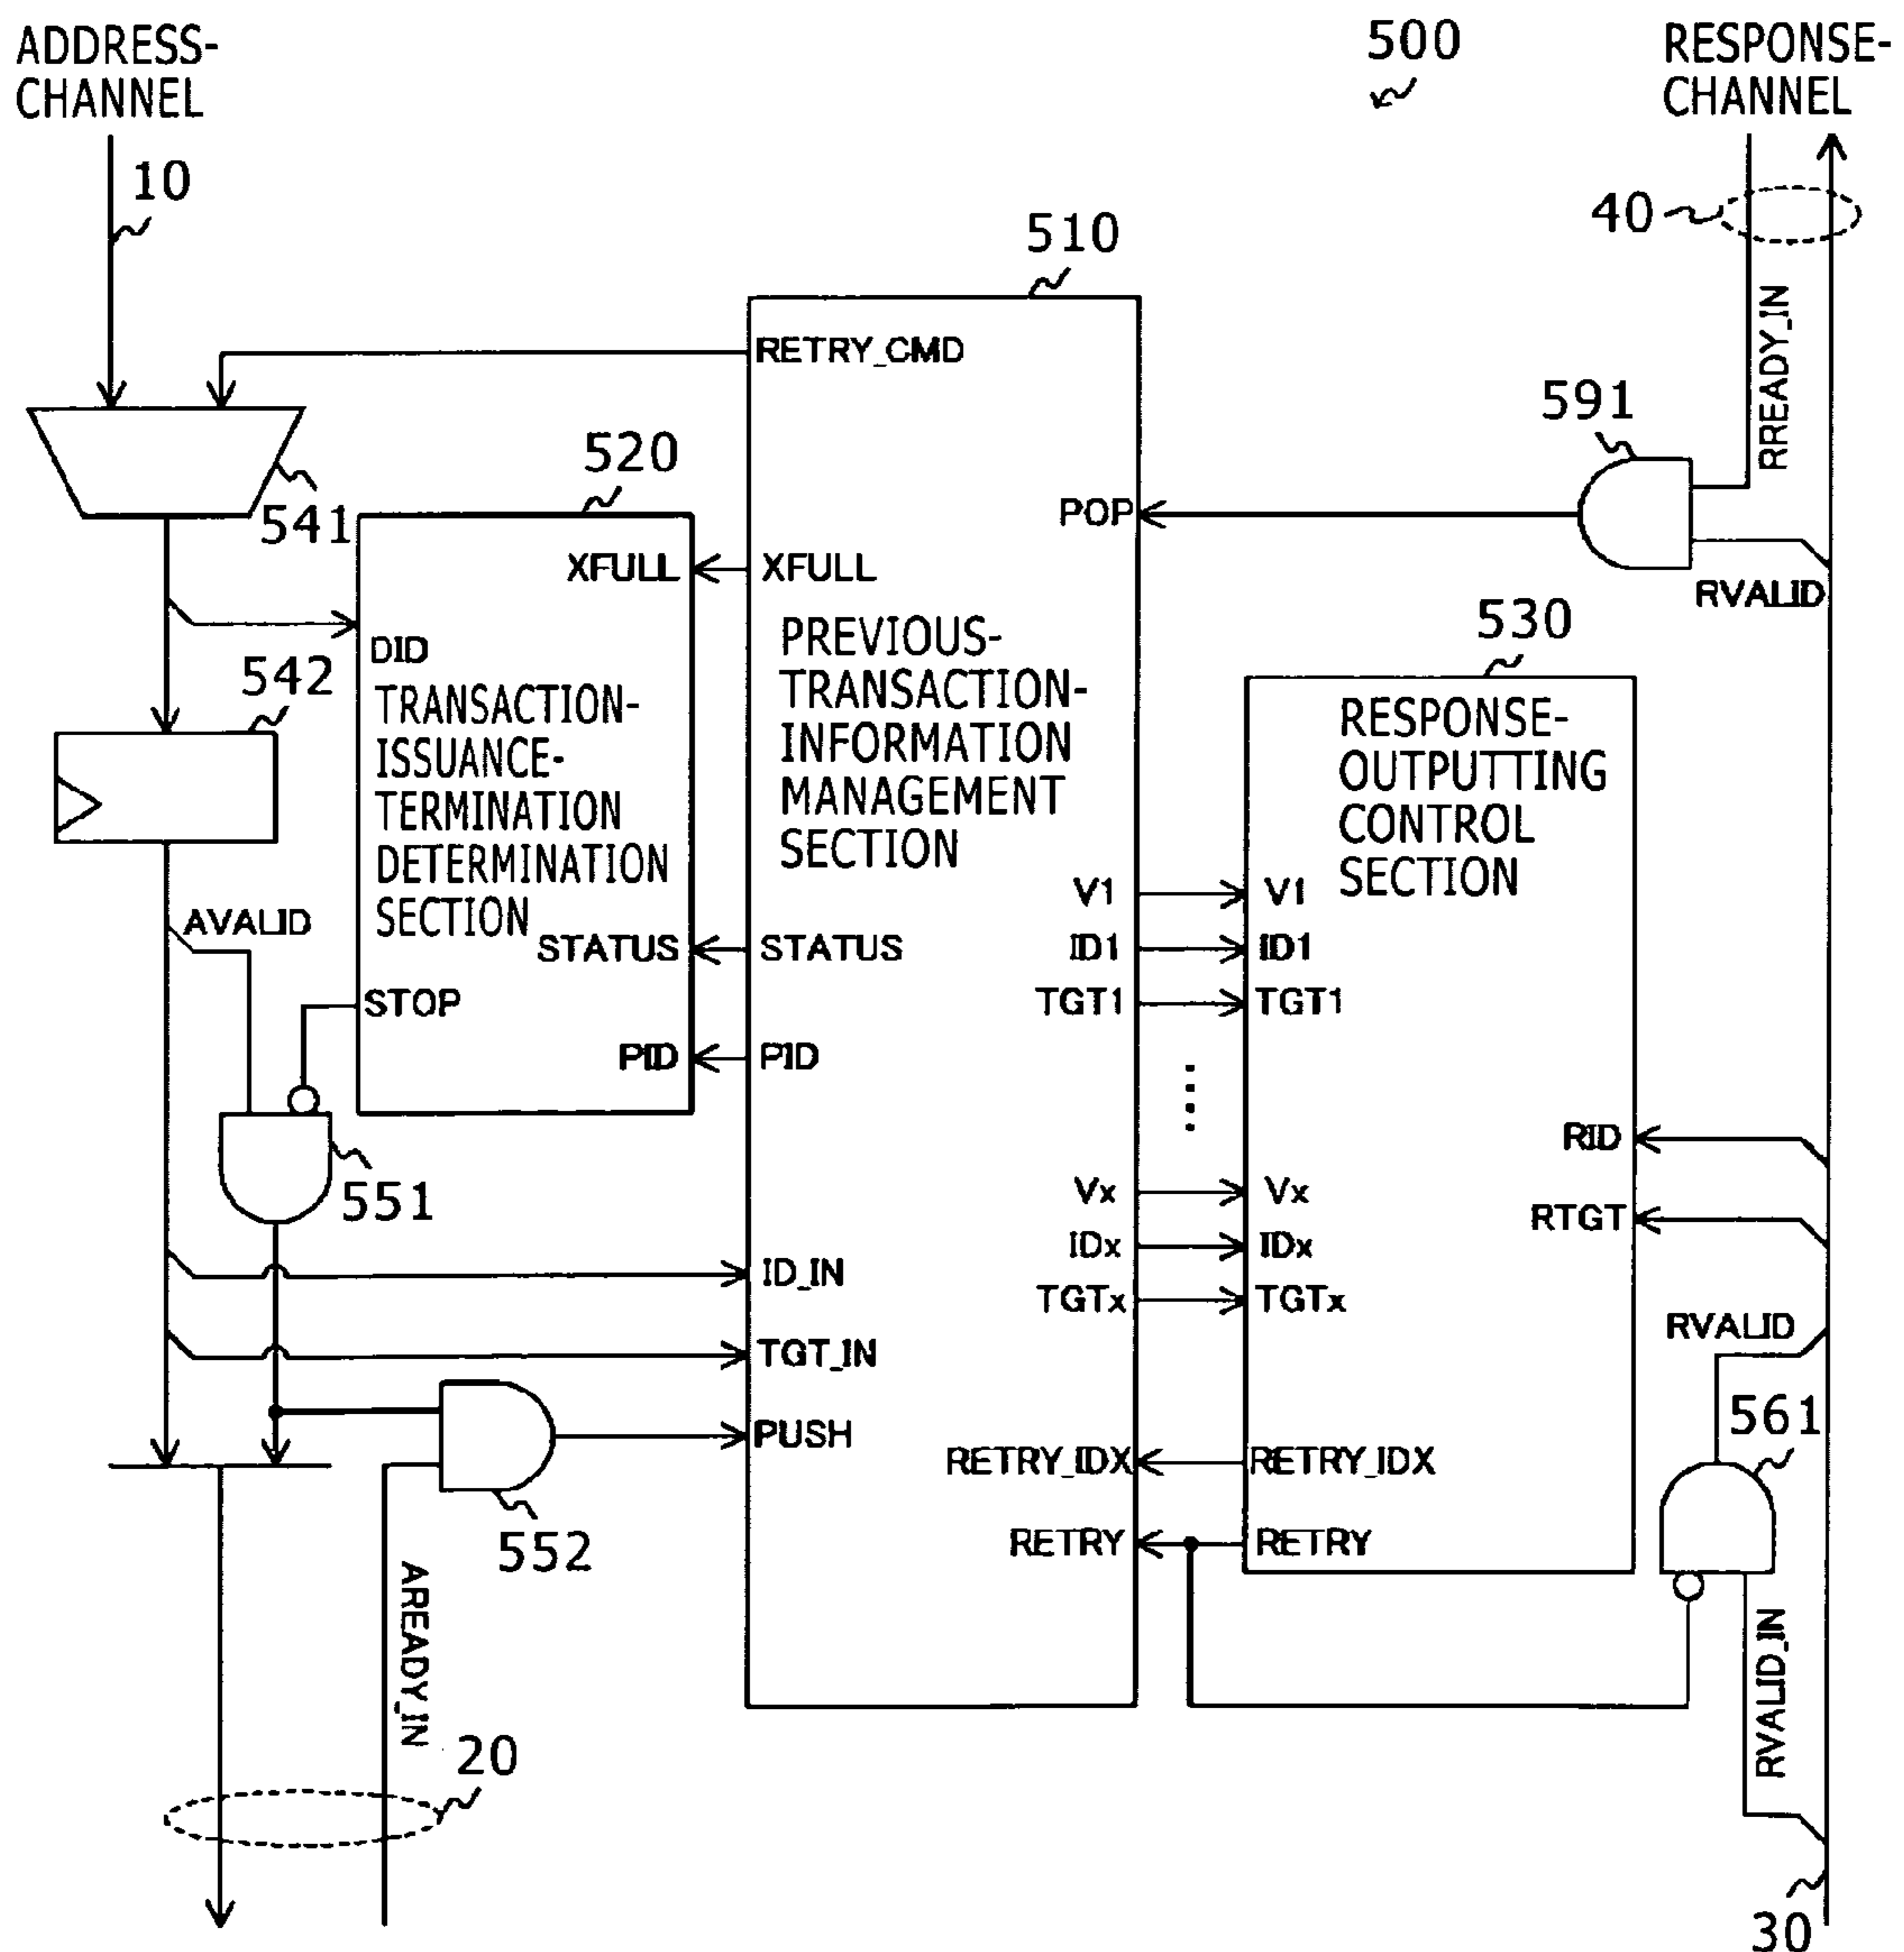 ADDRESS-
CHANNEL
500
RESPONSE-
CHANNEL
10
40
510
RREADY_IN
RETRY_CMD
591
520
541
POP
XFULL
XFULL
RVALID
530
DID
542
PREVIOUS-
TRANSACTION-
INFORMATION
MANAGEMENT
SECTION
TRANSACTION-
ISSUANCE-
TERMINATION
DETERMINATION
SECTION
RESPONSE-
OUTPUTTING
CONTROL
SECTION
AVALID
V1
V1
STATUS
STATUS
ID1
ID1
STOP
TGT1
TGT1
PID
PID
RID
551
Vx
Vx
RTGT
ID_IN
IDx
IDx
TGTx
TGTx
RVALID
TGT_IN
561
PUSH
RETRY_IDX
RETRY_IDX
552
RETRY
RETRY
AREADY_IN
RVALID_IN
20
30